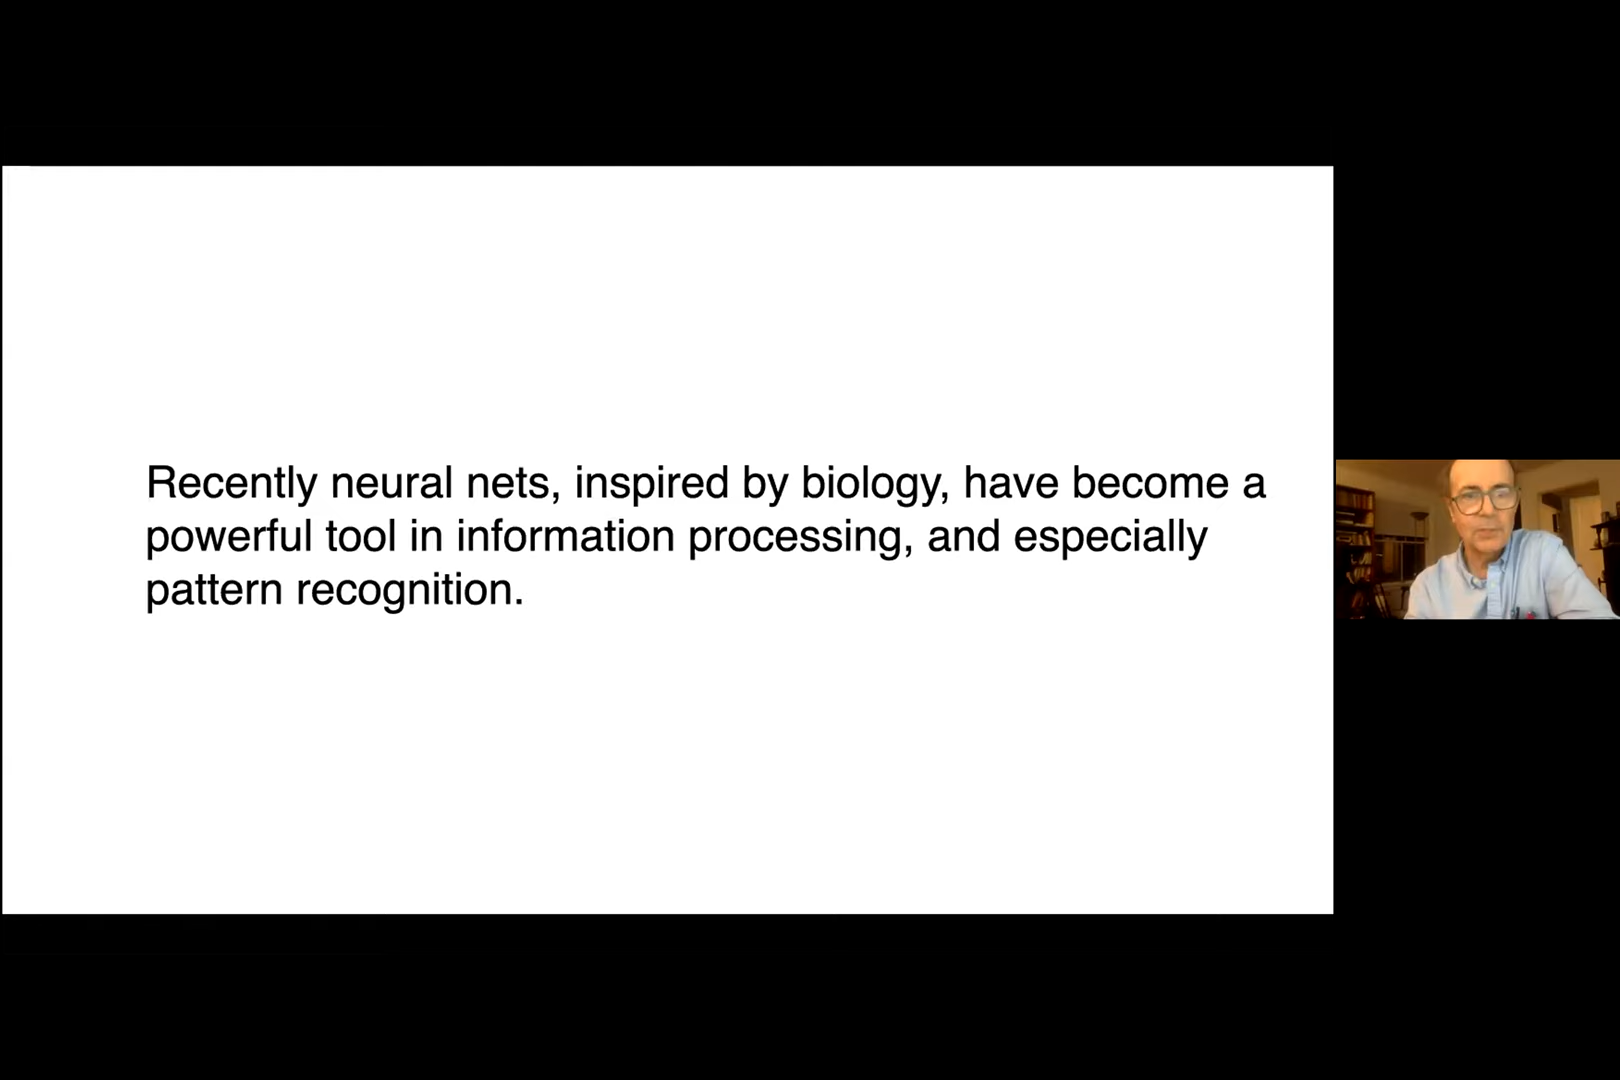 Recently neural nets, inspired by biology, have become a
powerful tool in information processing, and especially
pattern recognition.